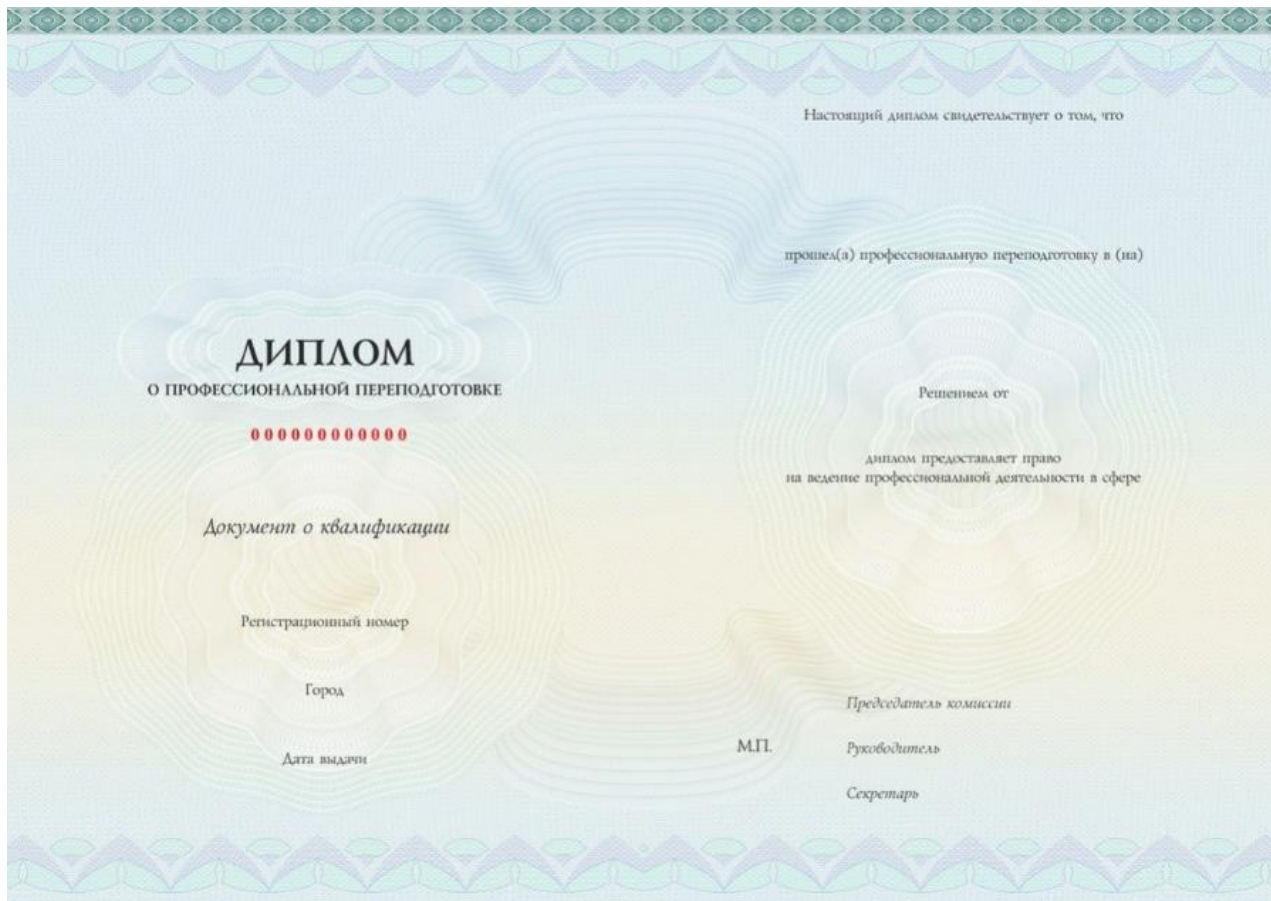 ДИПЛОМ
О ПРОФЕССИОНАЛЬНОЙ ПЕРЕПОДГОТОВКЕ
000000000000
Документ о квалификации
Регистрационный номер
Город
Дата выдачи
Настоящий диплом свидетельствует о том, что
прошел(а) профессиональную переподготовку в (на)
Решением от
диплом предоставляет право
на ведение профессиональной деятельности в сфере
Председатель комиссии
М.П.
Руководитель
Секретарь